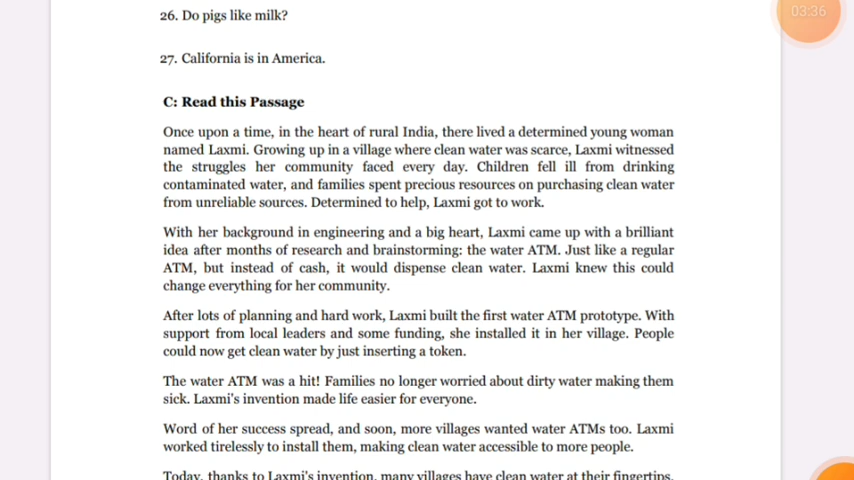 03:36
26. Do pigs like milk?
27. California is in America.
C: Read this Passage
Once upon a time, in the heart of rural India, there lived a determined young woman
named Laxmi. Growing up in a village where clean water was scarce, Laxmi witnessed
the struggles her community faced every day. Children fell ill from drinking
contaminated water, and families spent precious resources on purchasing clean water
from unreliable sources. Determined to help, Laxmi got to work.
With her background in engineering and a big heart, Laxmi came up with a brilliant
idea after months of research and brainstorming: the water ATM. Just like a regular
ATM, but instead of cash, it would dispense clean water. Laxmi knew this could
change everything for her community.
After lots of planning and hard work, Laxmi built the first water ATM prototype. With
support from local leaders and some funding, she installed it in her village. People
could now get clean water by just inserting a token.
The water ATM was a hit! Families no longer worried about dirty water making them
sick. Laxmi's invention made life easier for everyone.
Word of her success spread, and soon, more villages wanted water ATMs too. Laxmi
worked tirelessly to install them, making clean water accessible to more people.
Today, thanks to Laxmi's invention, many villages have clean water at their fingertips.